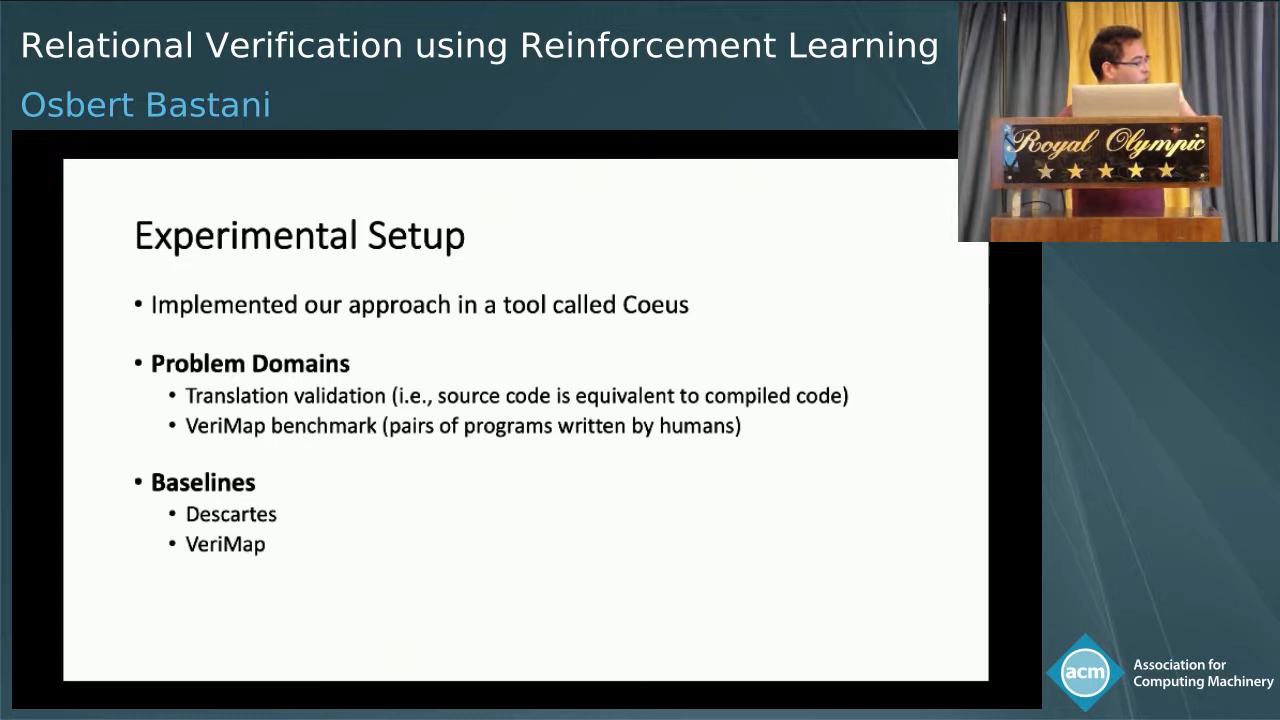 Relational Verification using Reinforcement Learning
Osbert Bastani
Royal Olympic
Experimental Setup
• Implemented our approach in a tool called Coeus
• Problem Domains
• Translation validation (i.e., source code is equivalent to compiled code)
• VeriMap benchmark (pairs of programs written by humans)
• Baselines
• Descartes
• VeriMap
acm
Association for
Computing Machinery